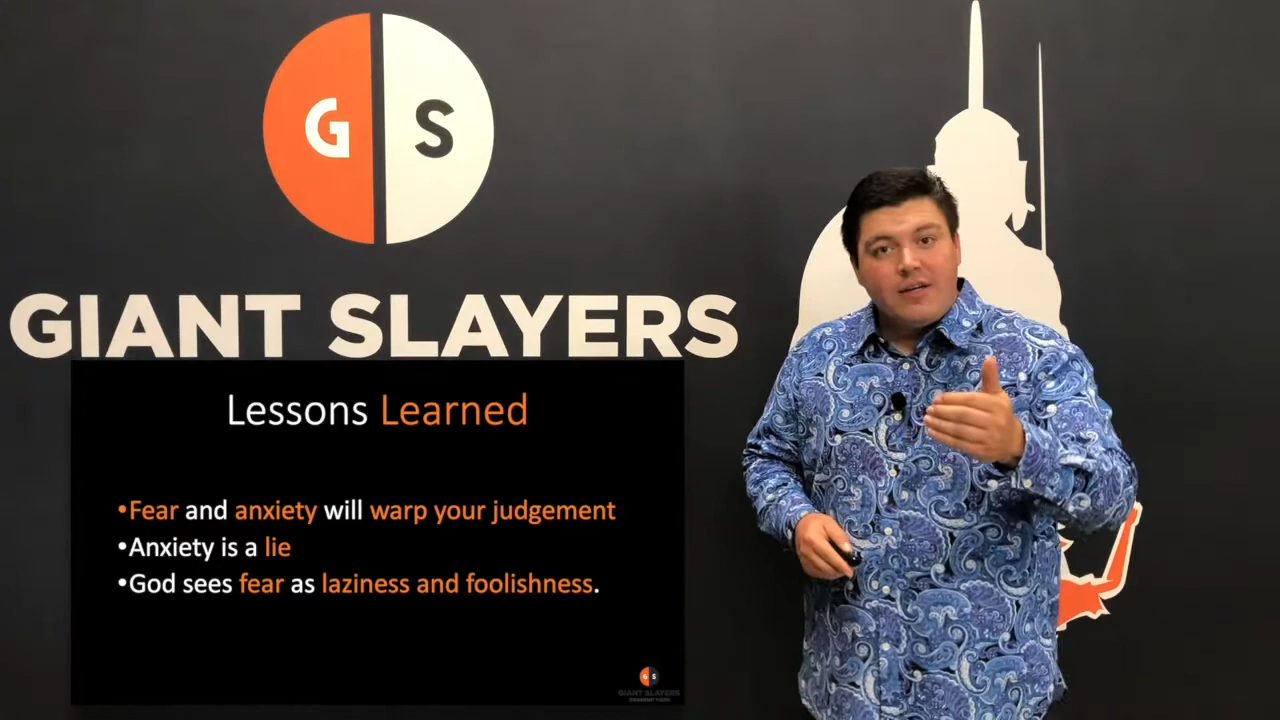 G S
GIANT SLAYERS
Lessons Learned
•Fear and anxiety will warp your judgement
•Anxiety is a lie
•God sees fear as laziness and foolishness.
G S
GIANT SLAYERS